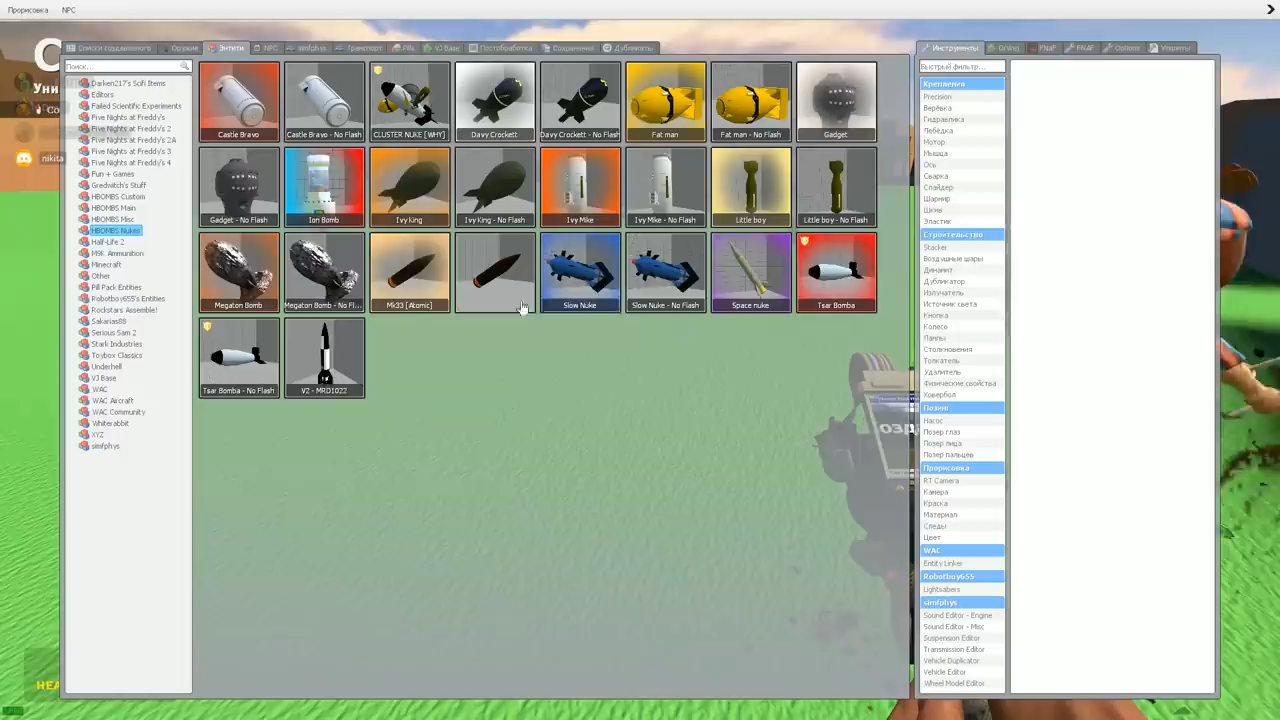 Прорисовка NPC
Списки созданного Оружие Энтити NPC simfphys Транспорт Pills VJ Base Постобработка Сохранения Дубликаты
Поиск...
Darken217's SciFi Items
Editors
Failed Scientific Experiments
Five Nights at Freddy's
Five Nights at Freddy's 2
Five Nights at Freddy's 2A
Five Nights at Freddy's 3
Five Nights at Freddy's 4
Fun + Games
Gredwitch's Stuff
HBOMBS Custom
HBOMBS Main
HBOMBS Misc
HBOMBS Nukes
Half-Life 2
M9K Ammunition
Minecraft
Other
Pill Pack Entities
Robotboy655's Entities
Rockstars Assemble!
Sakarias88
Serious Sam 2
Stark Industries
Toybox Classics
Underhell
VJ Base
WAC
WAC Aircraft
WAC Community
Whiterabbit
XYZ
simfphys
nikita
Castle Bravo Castle Bravo - No Flash CLUSTER NUKE [WHY] Davy Crockett Davy Crockett - No Flash Fat man Fat man - No Flash Gadget
Gadget - No Flash Ion Bomb Ivy King Ivy King - No Flash Ivy Mike Ivy Mike - No Flash Little boy Little boy - No Flash
Megaton Bomb Megaton Bomb - No Fl... Mk33 [Atomic] Slow Nuke Slow Nuke - No Flash Space nuke Tsar Bomba
Tsar Bomba - No Flash V2 - MRD1022
Инструменты FNaF Options Утилиты
Быстрый фильтр...
Крепления
Precision
Верёвка
Гидравлика
Лебёдка
Мотор
Мышца
Ось
Сварка
Слайдер
Шарнир
Шкив
Эластик
Строительство
Stacker
Воздушные шары
Динамит
Дубликатор
Излучатель
Источник света
Кнопка
Колесо
Лампы
Столкновения
Толкатель
Удалитель
Физические свойства
Ховербол
Позинг
Насос
Позер глаз
Позер лица
Позер пальцев
Прорисовка
RT Camera
Камера
Краска
Материал
Следы
Цвет
WAC
Entity Linker
Robotboy655
Lightsabers
simfphys
Sound Editor - Engine
Sound Editor - Misc
Suspension Editor
Transmission Editor
Vehicle Duplicator
Vehicle Editor
Wheel Model Editor